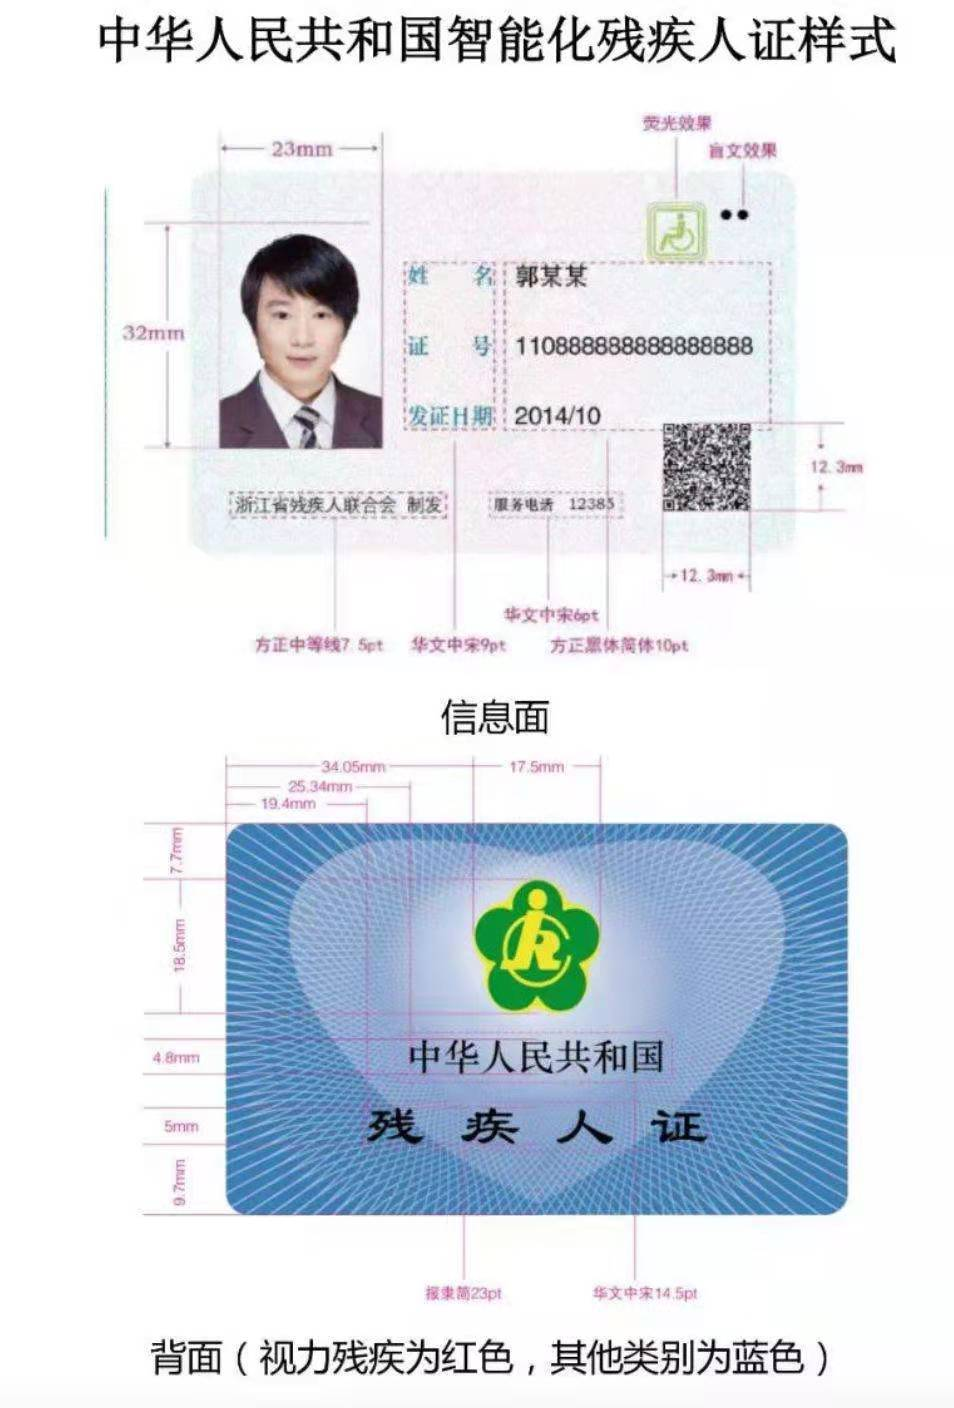 中华人民共和国智能化残疾人证样式
荧光效果
23mm
盲文效果
姓 名 郭某某
32mm
证 号 110888888888888888
发证日期 2014/10
12.3mm
浙江省残疾人联合会 制发 服务电话 12385
12.3mm
华文中宋6pt
方正中等线7.5pt 华文中宋9pt 方正黑体简体10pt
信息面
34.05mm 17.5mm
25.34mm
19.4mm
7.7mm
18.5mm
4.8mm 中华人民共和国
5mm 残疾人证
9.7mm
报隶简23pt 华文中宋14.5pt
背面（视力残疾为红色，其他类别为蓝色）